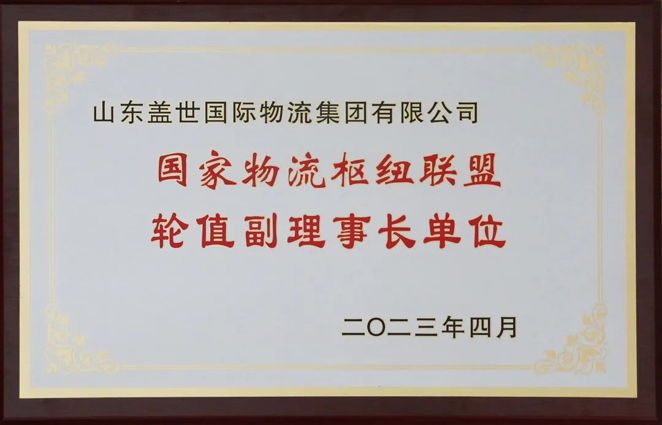 山东盖世国际物流集团有限公司
国家物流枢纽联盟
轮值副理事长单位
二〇二三年四月